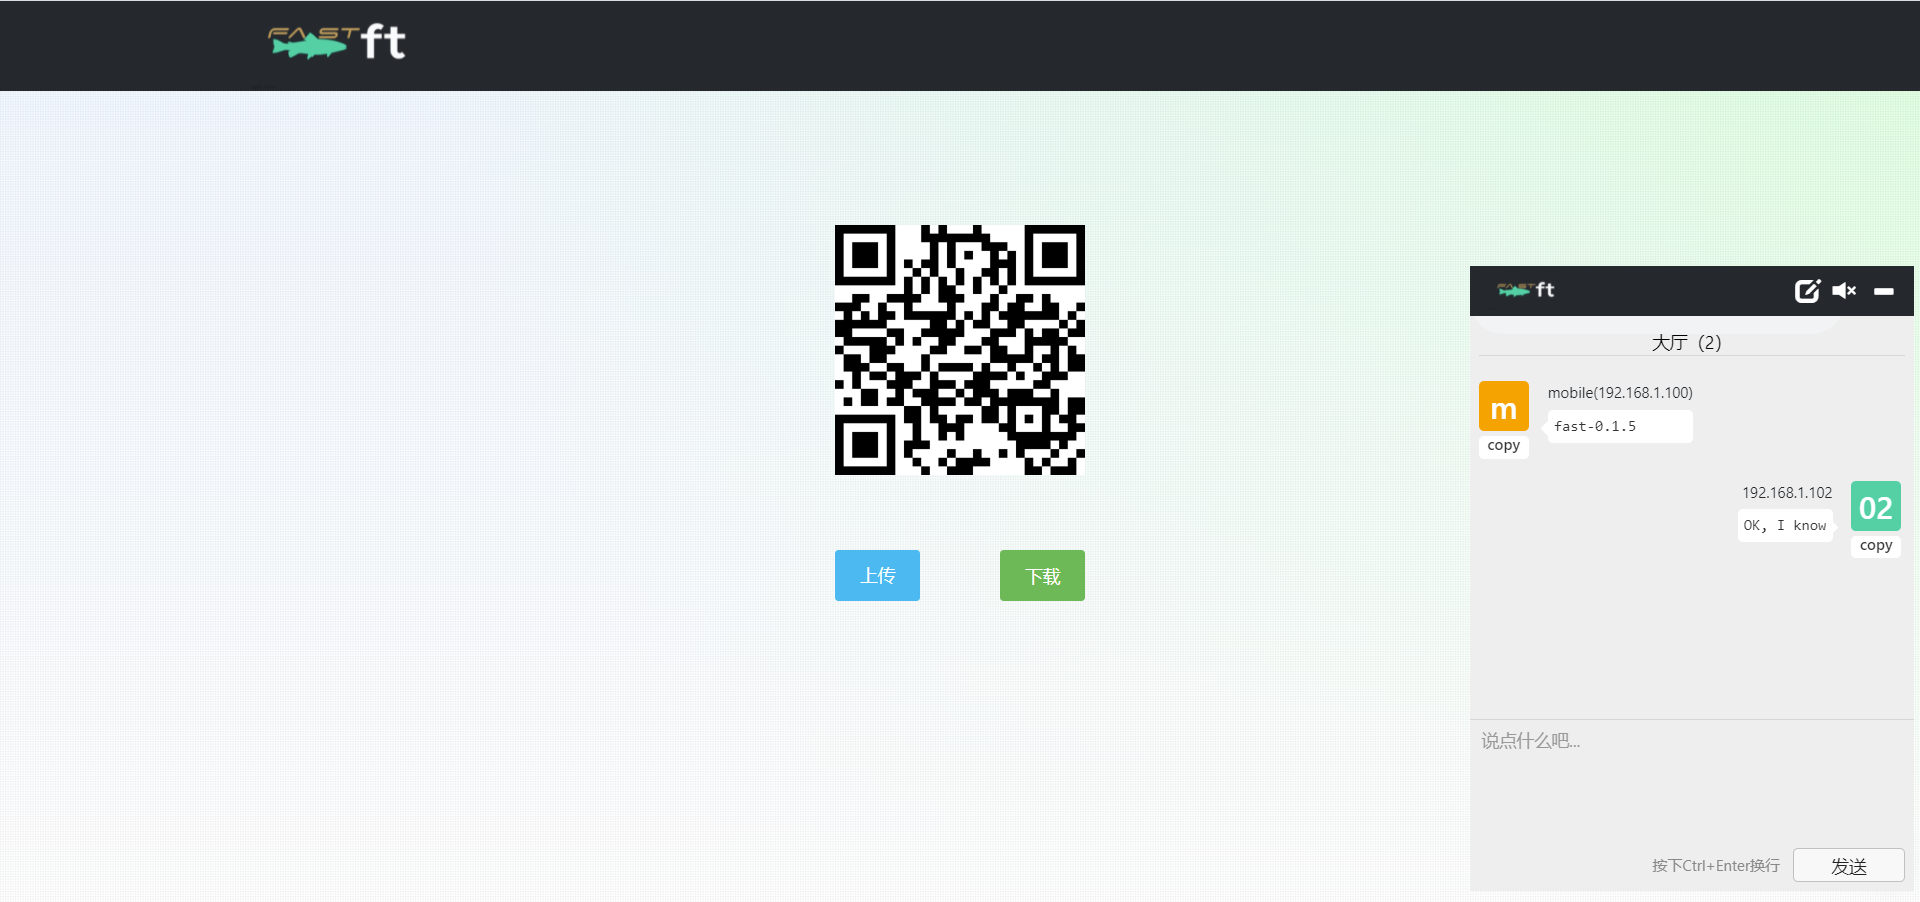 FAST ft
FAST ft
大厅（2）
m
mobile(192.168.1.100)
fast-0.1.5
copy
192.168.1.102
02
OK, I know
copy
上传
下载
说点什么吧...
按下Ctrl+Enter换行
发送